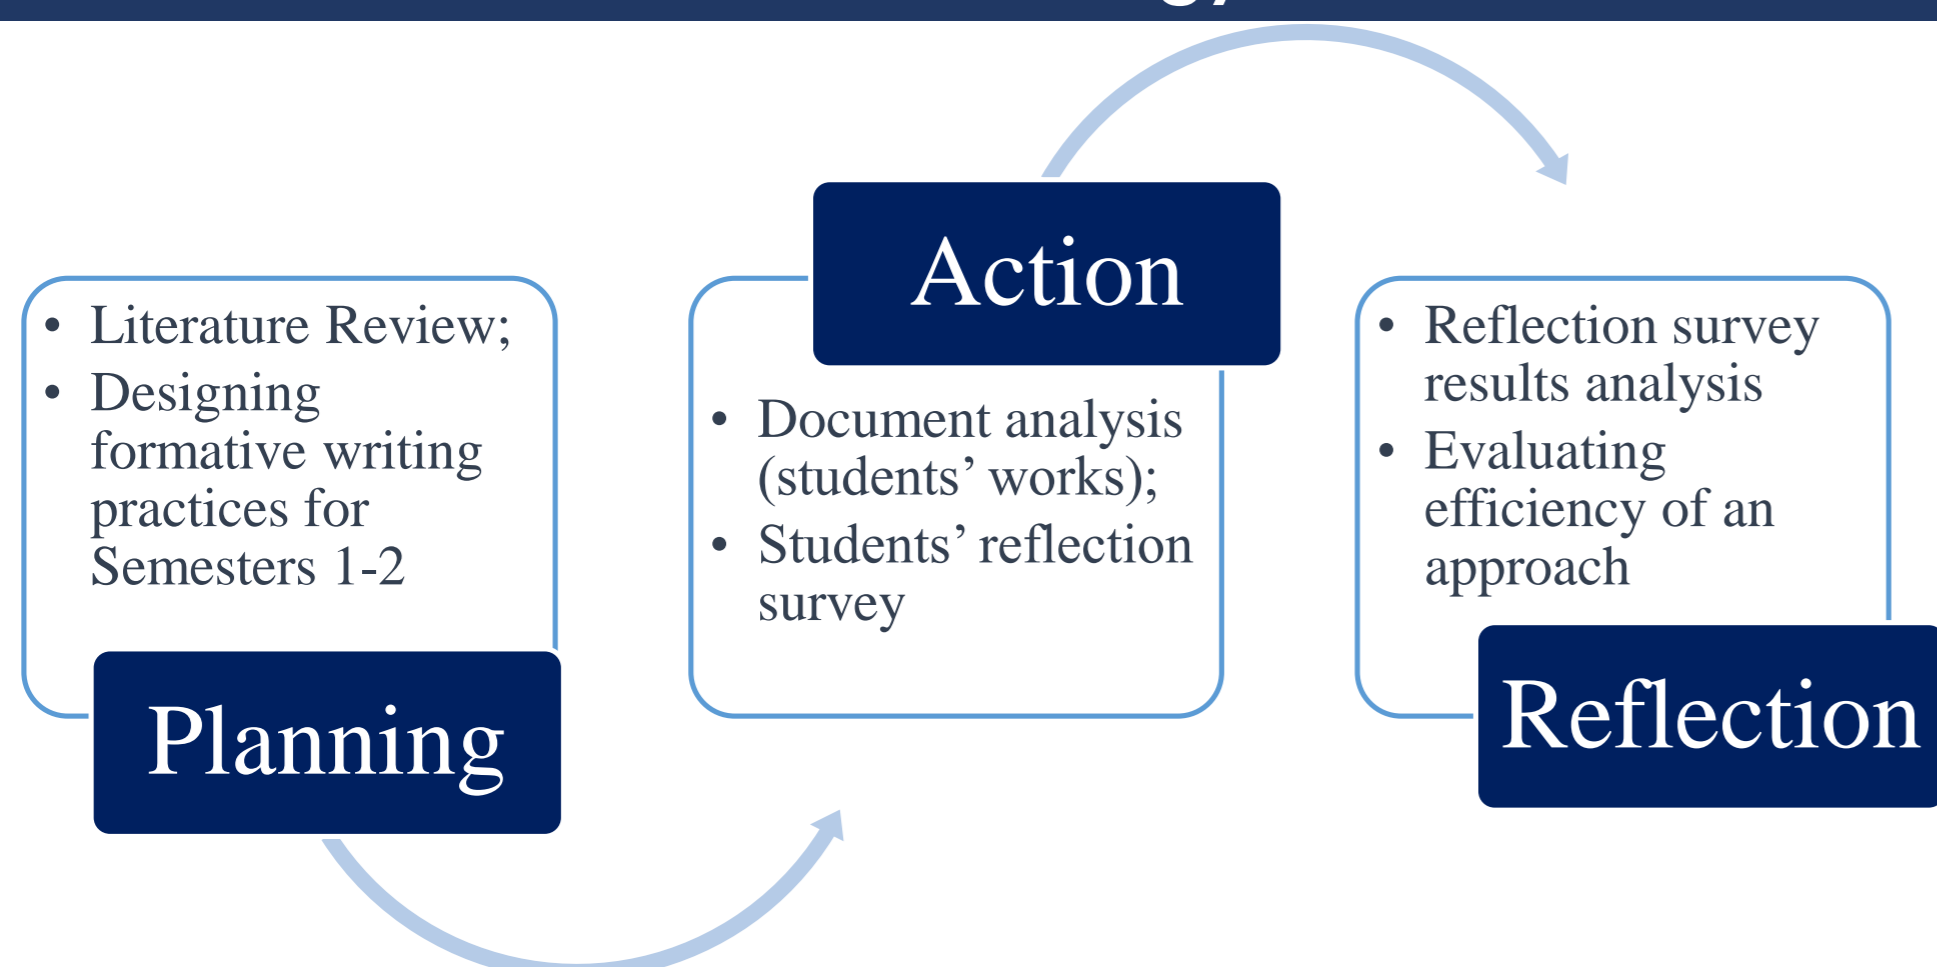 • Literature Review;
• Designing
formative writing
practices for
Semesters 1-2
Planning
Action
• Document analysis
(students’ works);
• Students’ reflection
survey
• Reflection survey
results analysis
• Evaluating
efficiency of an
approach
Reflection